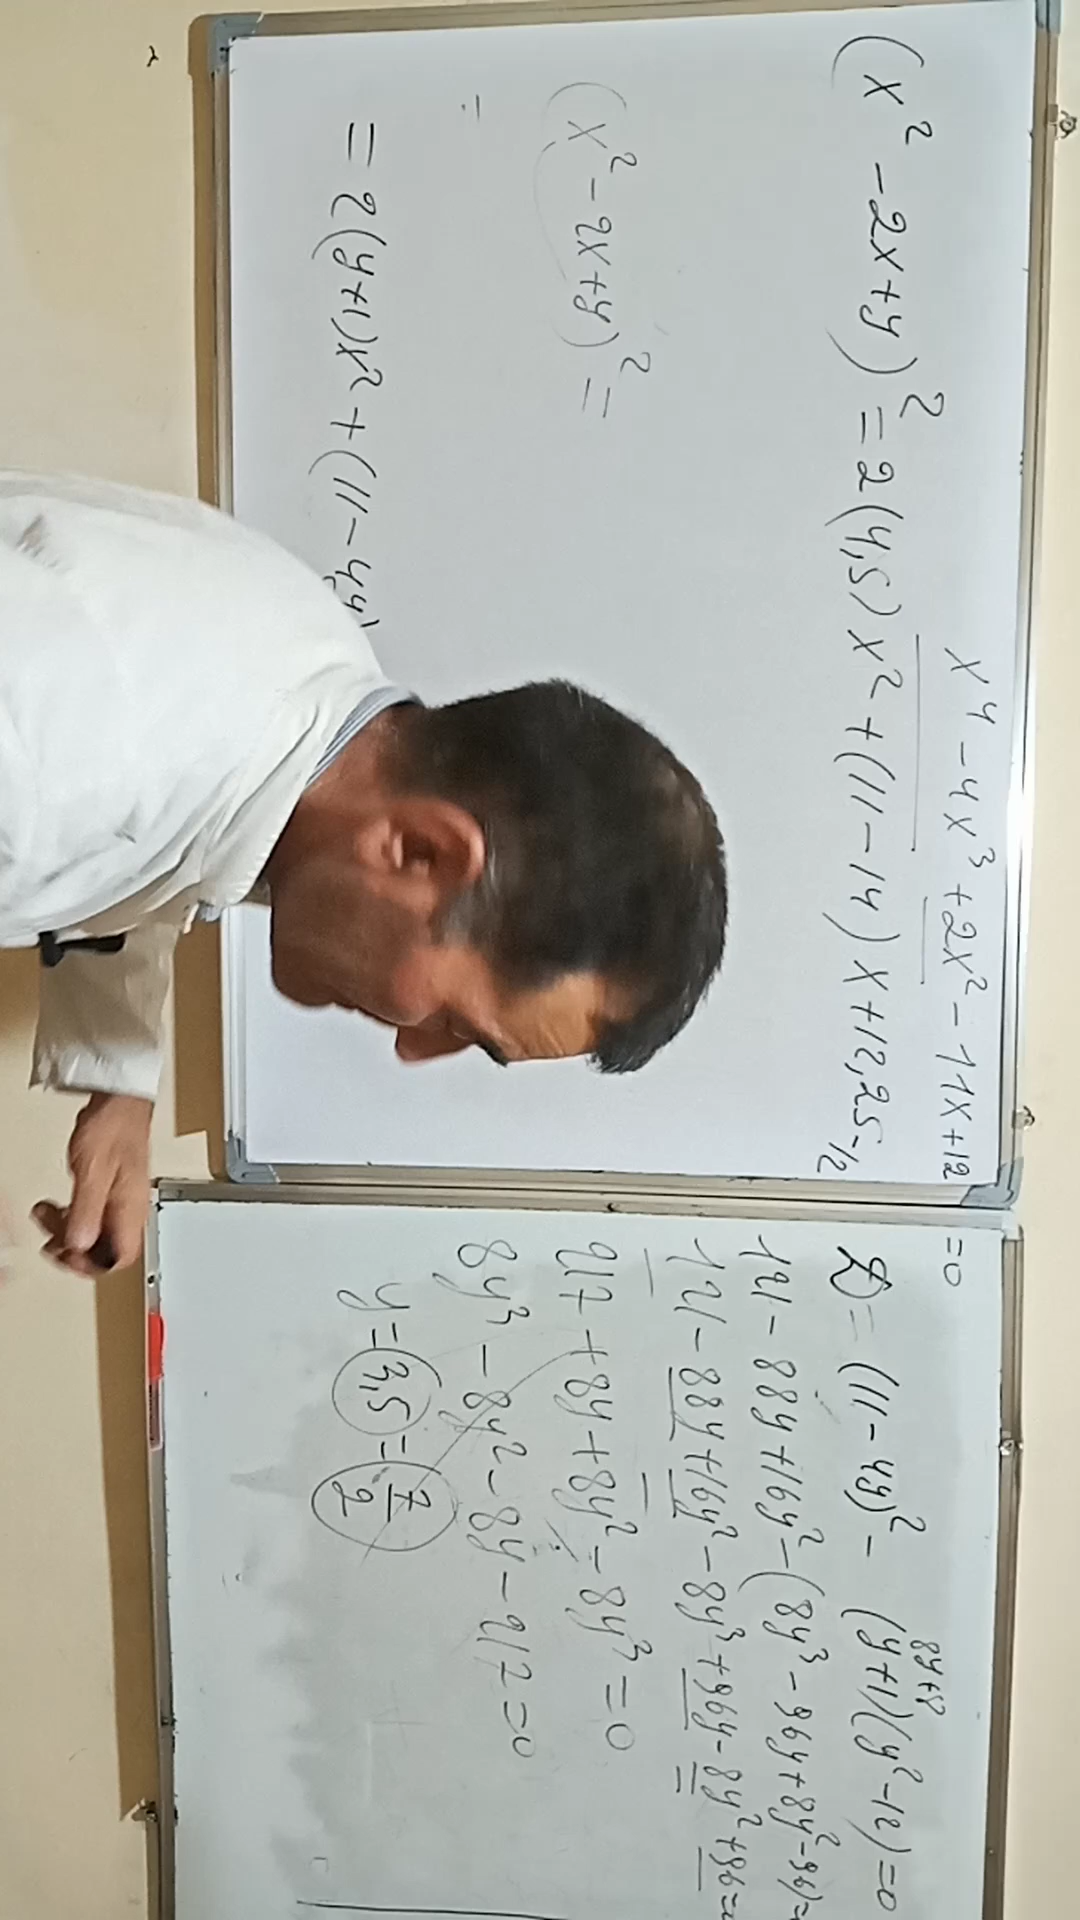 x⁴ - 4x³ + 2x² - 11x + 12 = 0
(x² - 2x + y)² = 2(4,5)x² + (11 - 14)x + 12,25 - 12
(x² - 2x + y)² =
= 2(y+1)x² + (11 - 4y)
D = (11 - 4y)² - (y+1)(y² - 12) = 0
8y+8
121 - 88y + 16y² - (8y³ - 96y + 8y² - 96) =
121 - 88y + 16y² - 8y³ + 96y - 8y² + 96 =
217 + 8y + 8y² - 8y³ = 0
8y³ - 8y² - 8y - 217 = 0
y = 3,5 = 7/2